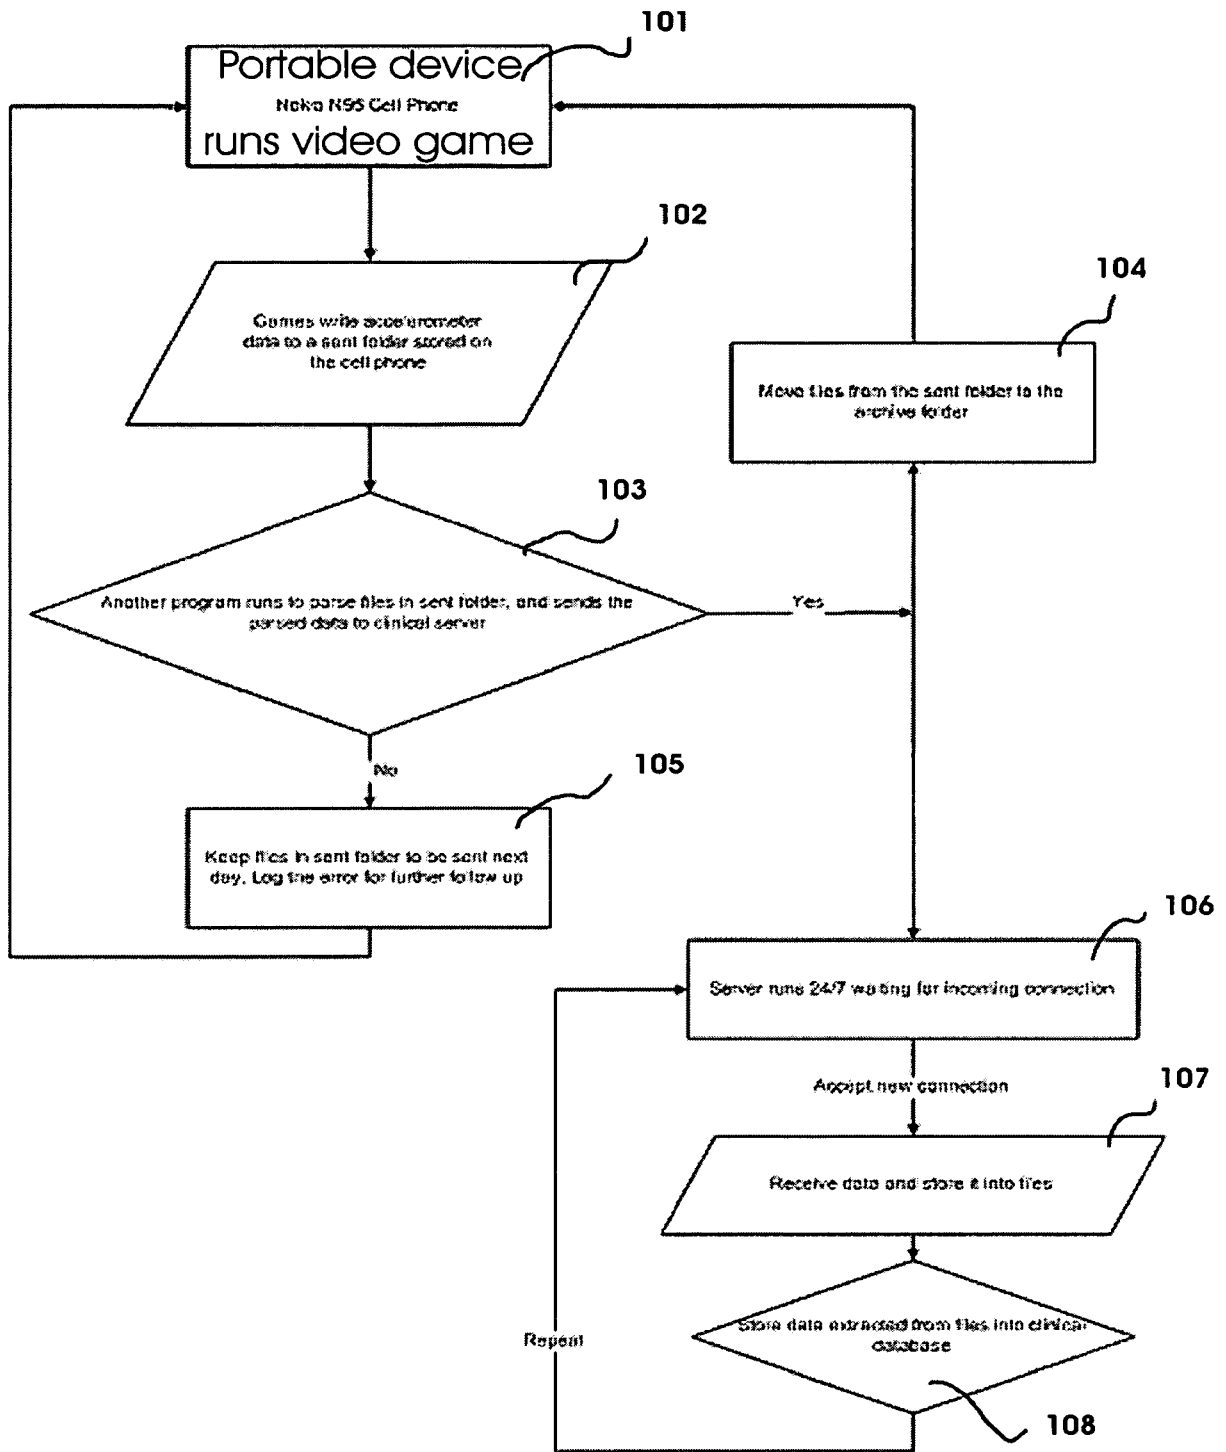 101
Portable device
Nokia N95 Cell Phone
runs video game
102
Games write accelerometer
data to a sent folder stored on
the cell phone
104
Move files from the sent folder to the
archive folder
103
Another program runs to parse files in sent folder, and sends the
parsed data to clinical server
Yes
No
105
Keep files in sent folder to be sent next
day. Log the error for further follow up
106
Server runs 24/7 waiting for incoming connection
Accept new connection
107
Receive data and store it into files
Store data extracted from files into clinical
database
Repeat
108